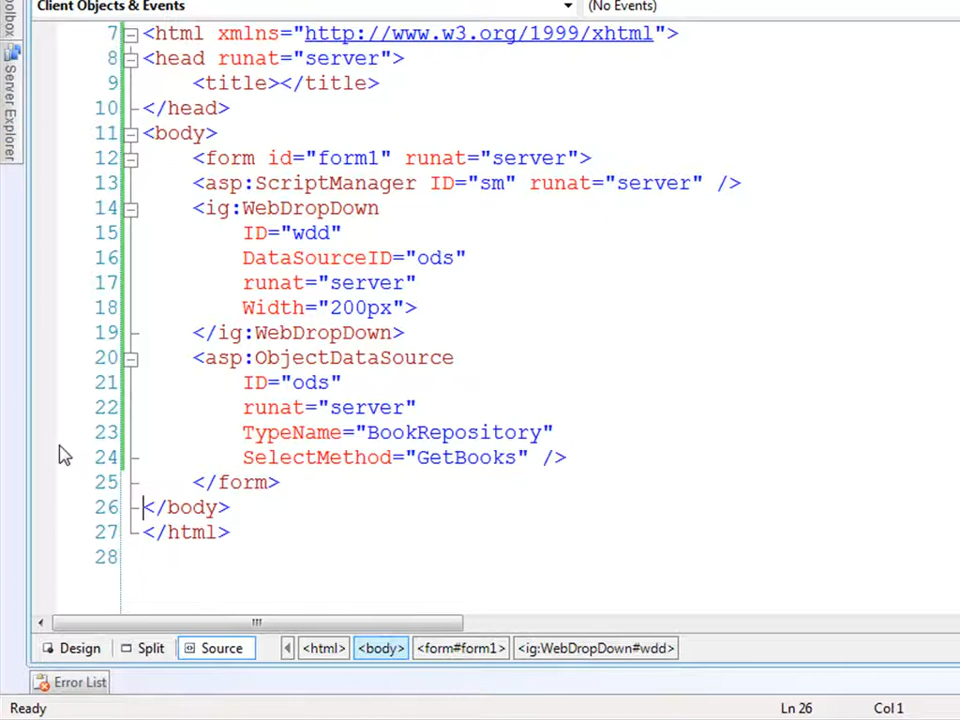 Client Objects & Events (No Events)
Server Explorer
7 <html xmlns="http://www.w3.org/1999/xhtml">
8 <head runat="server">
9 <title></title>
10 </head>
11 <body>
12 <form id="form1" runat="server">
13 <asp:ScriptManager ID="sm" runat="server" />
14 <ig:WebDropDown
15 ID="wdd"
16 DataSourceID="ods"
17 runat="server"
18 Width="200px">
19 </ig:WebDropDown>
20 <asp:ObjectDataSource
21 ID="ods"
22 runat="server"
23 TypeName="BookRepository"
24 SelectMethod="GetBooks" />
25 </form>
26 </body>
27 </html>
28
Design Split Source <html> <body> <form#form1> <ig:WebDropDown#wdd>
Error List
Ready Ln 26 Col 1